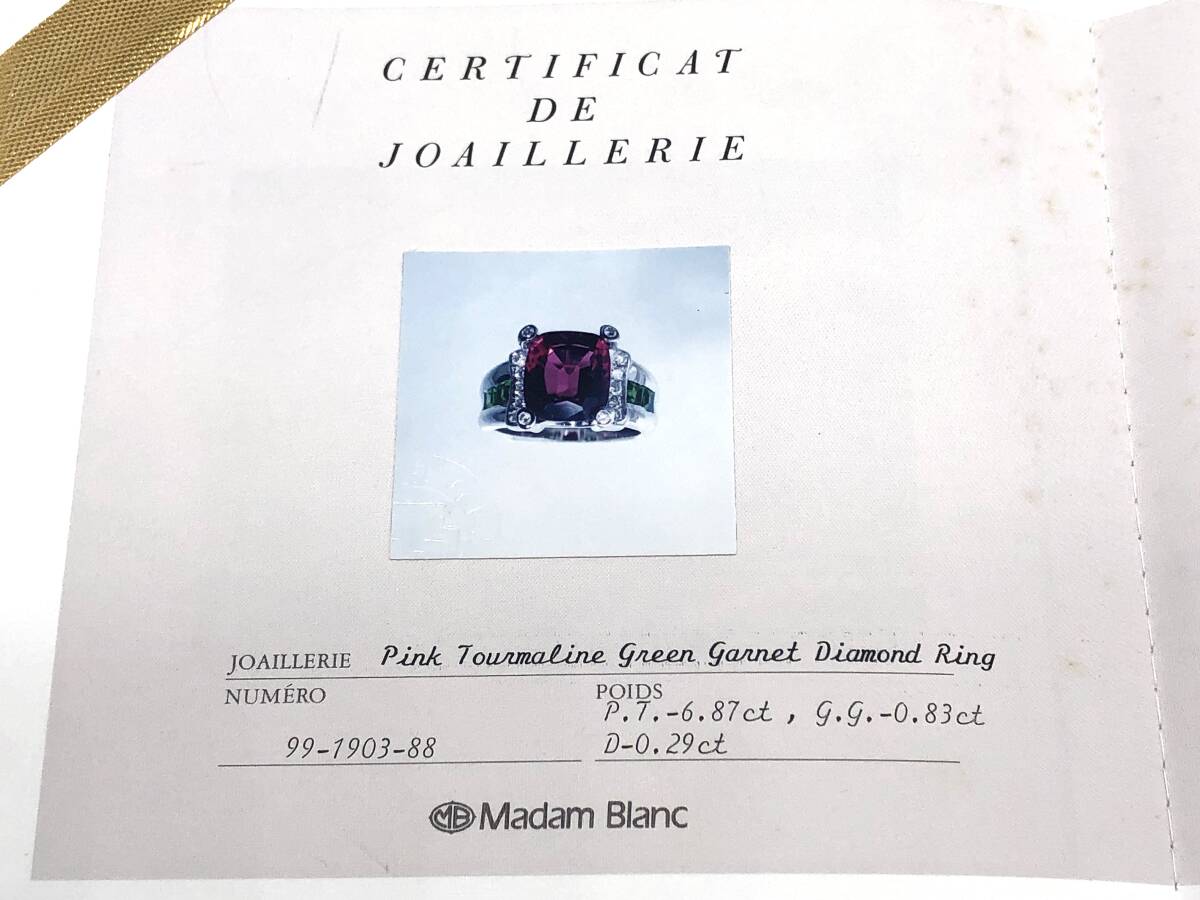 CERTIFICAT
DE
JOAILLERIE
JOAILLERIE Pink Tourmaline Green Garnet Diamond Ring
NUMÉRO
99-1903-88
POIDS
P.T.-6.87ct , G.G.-0.83ct
D-0.29ct
MB Madam Blanc